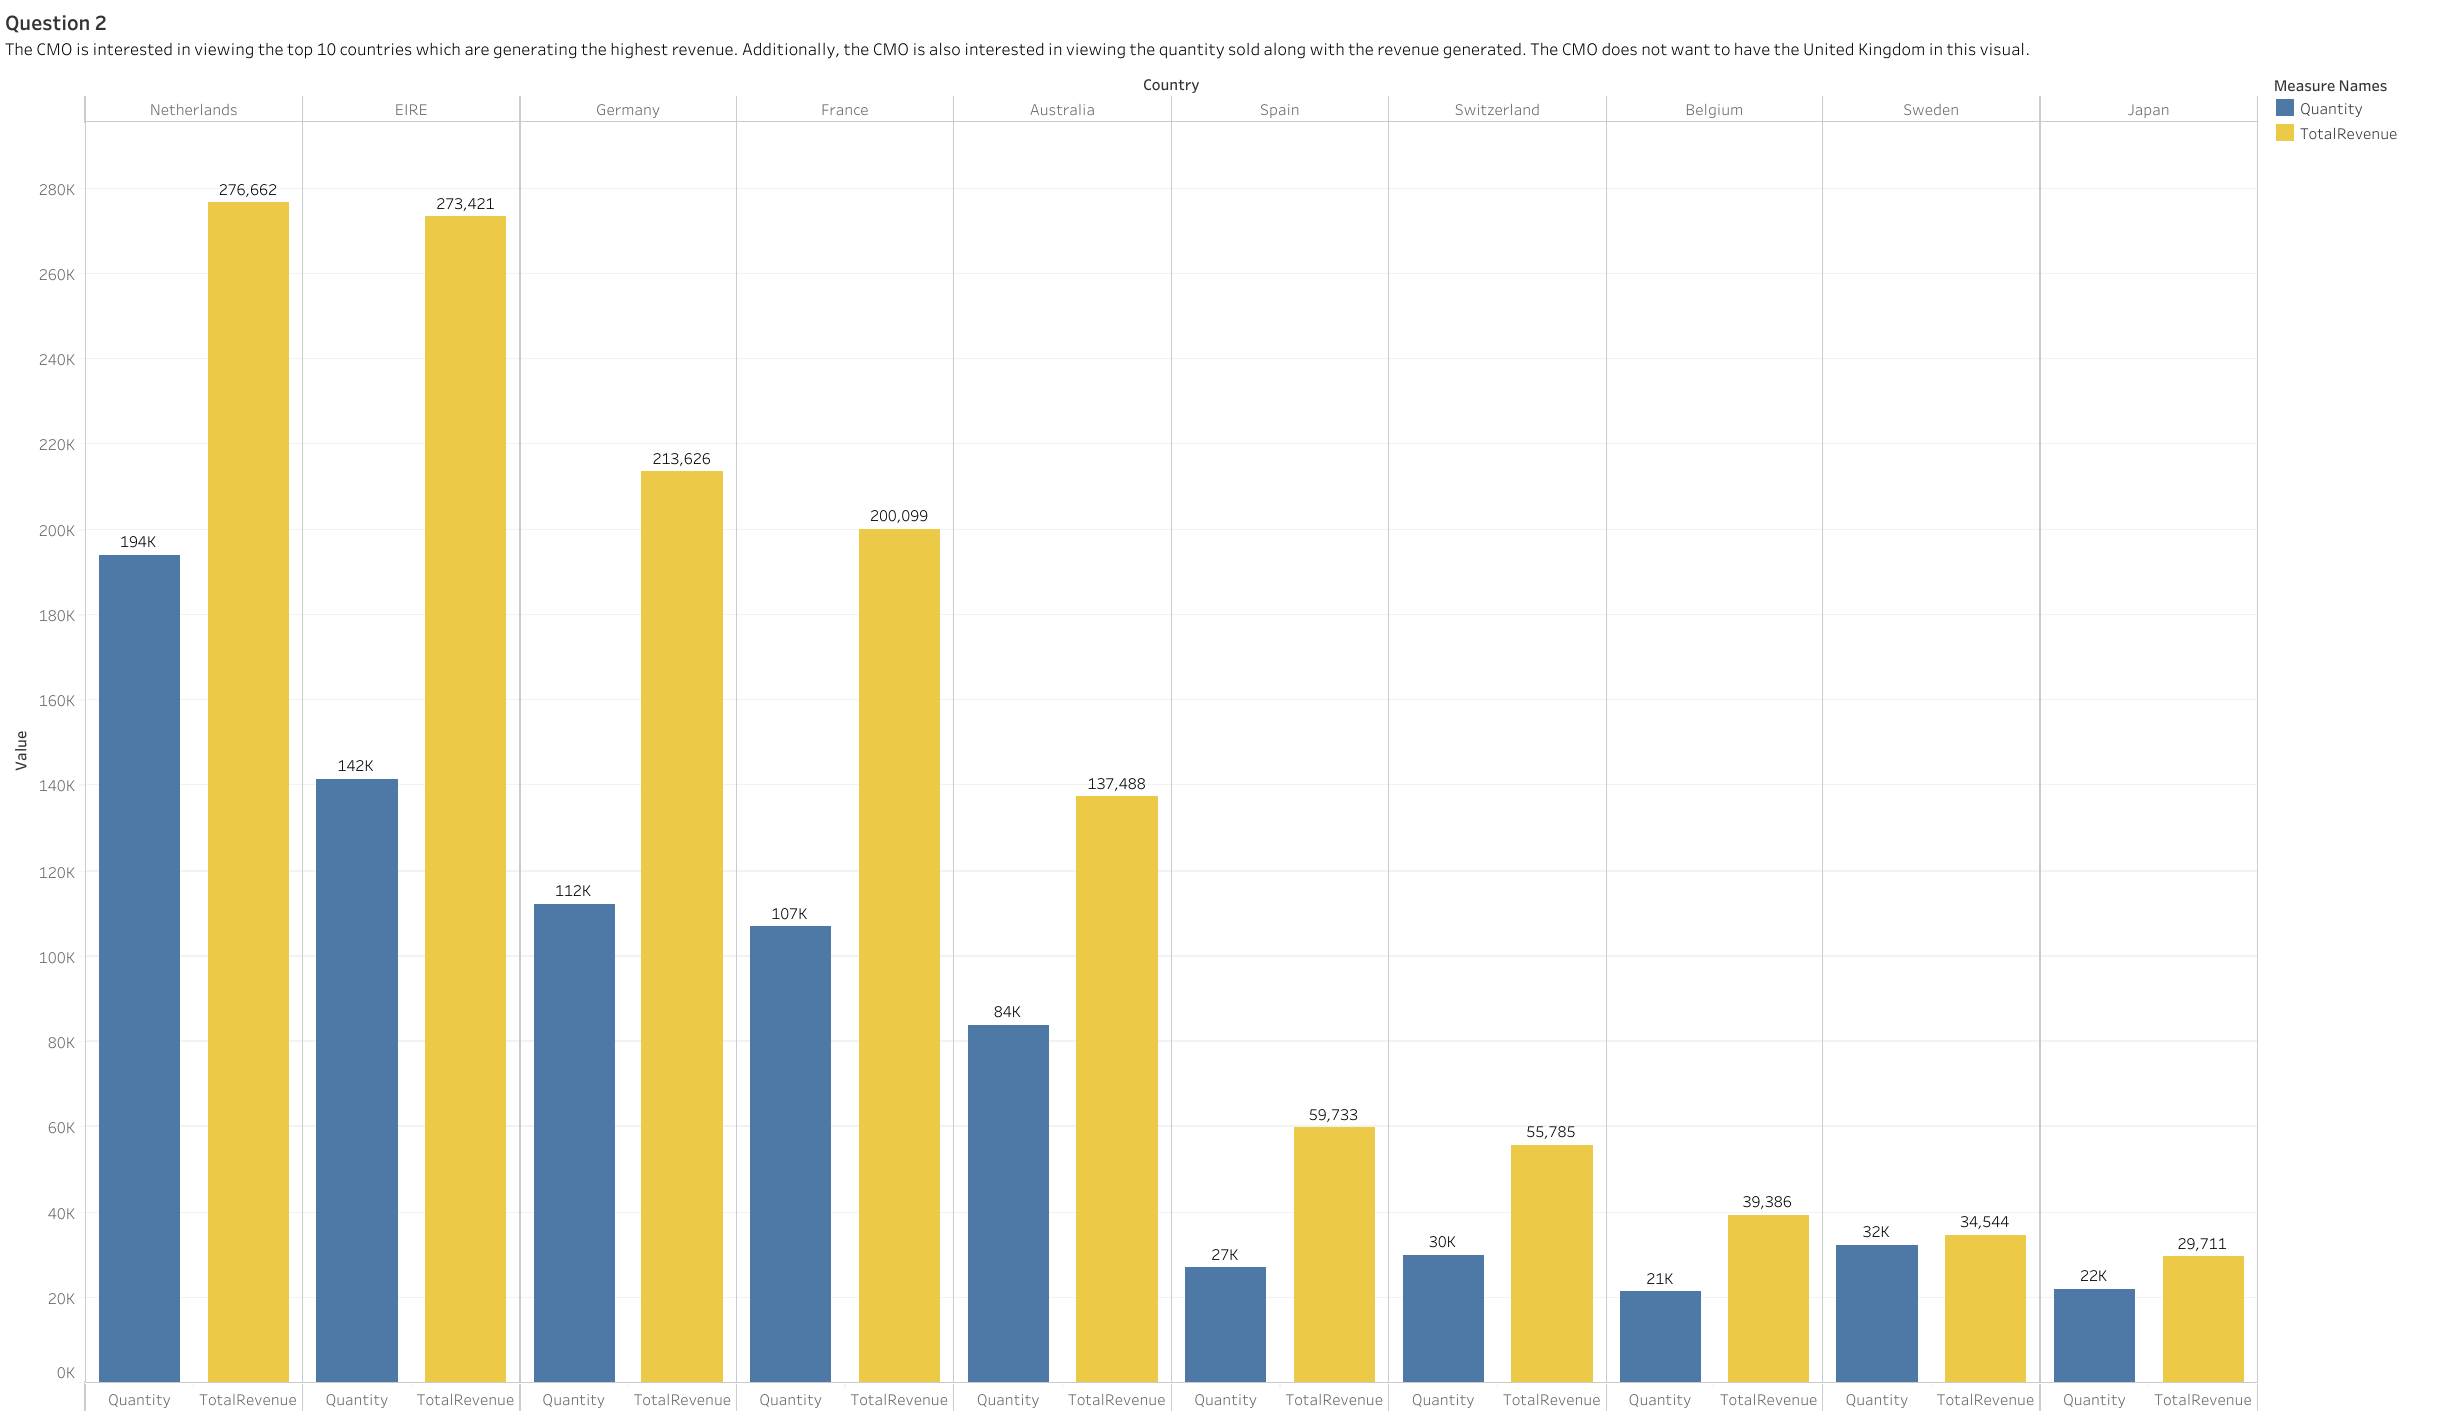 Question 2
The CMO is interested in viewing the top 10 countries which are generating the highest revenue. Additionally, the CMO is also interested in viewing the quantity sold along with the revenue generated. The CMO does not want to have the United Kingdom in this visual.
Country
Netherlands EIRE Germany France Australia Spain Switzerland Belgium Sweden Japan
Measure Names
Quantity
TotalRevenue
Value
280K
260K
240K
220K
200K
180K
160K
140K
120K
100K
80K
60K
40K
20K
0K
194K 276,662
142K 273,421
112K 213,626
107K 200,099
84K 137,488
27K 59,733
30K 55,785
21K 39,386
32K 34,544
22K 29,711
Quantity TotalRevenue Quantity TotalRevenue Quantity TotalRevenue Quantity TotalRevenue Quantity TotalRevenue Quantity TotalRevenue Quantity TotalRevenue Quantity TotalRevenue Quantity TotalRevenue Quantity TotalRevenue